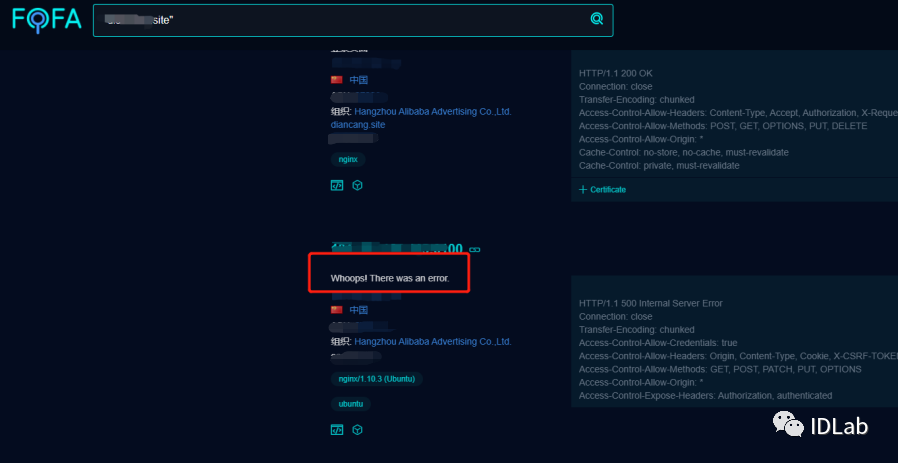 FOFA
site"
中国
组织: Hangzhou Alibaba Advertising Co.,Ltd.
diancang.site
nginx
HTTP/1.1 200 OK
Connection: close
Transfer-Encoding: chunked
Access-Control-Allow-Headers: Content-Type, Accept, Authorization, X-Reque
Access-Control-Allow-Methods: POST, GET, OPTIONS, PUT, DELETE
Access-Control-Allow-Origin: *
Cache-Control: no-store, no-cache, must-revalidate
Cache-Control: private, must-revalidate
Certificate
Whoops! There was an error.
中国
组织: Hangzhou Alibaba Advertising Co.,Ltd.
nginx/1.10.3 (Ubuntu)
ubuntu
HTTP/1.1 500 Internal Server Error
Connection: close
Transfer-Encoding: chunked
Access-Control-Allow-Credentials: true
Access-Control-Allow-Headers: Origin, Content-Type, Cookie, X-CSRF-TOKE
Access-Control-Allow-Methods: GET, POST, PATCH, PUT, OPTIONS
Access-Control-Allow-Origin: *
Access-Control-Expose-Headers: Authorization, authenticated
IDLab